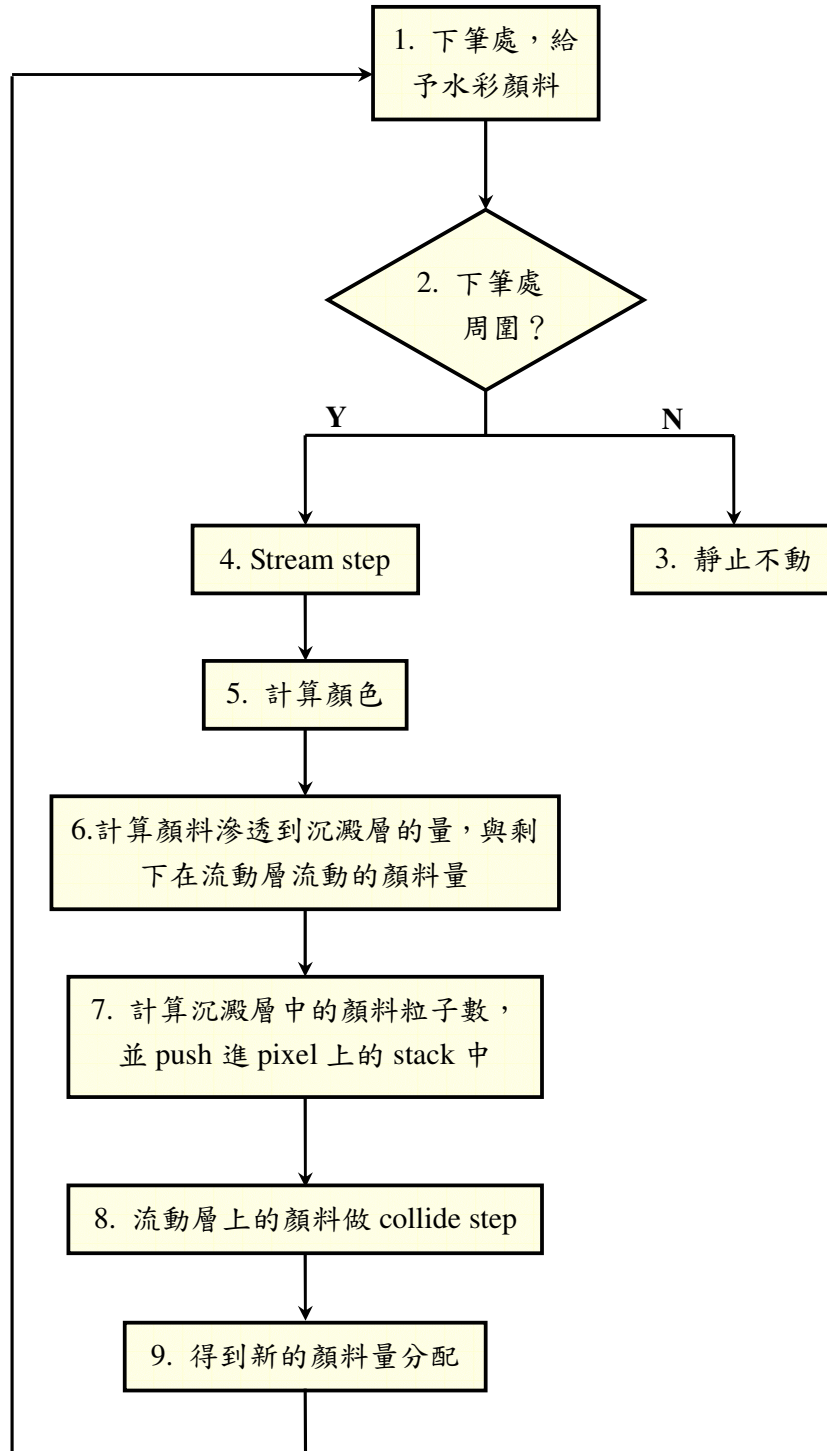 1. 下筆處，給
予水彩顏料
2. 下筆處
周圍？
Y
N
4. Stream step
3. 靜止不動
5. 計算顏色
6.計算顏料滲透到沉澱層的量，與剩
下在流動層流動的顏料量
7. 計算沉澱層中的顏料粒子數，
並 push 進 pixel 上的 stack 中
8. 流動層上的顏料做 collide step
9. 得到新的顏料量分配